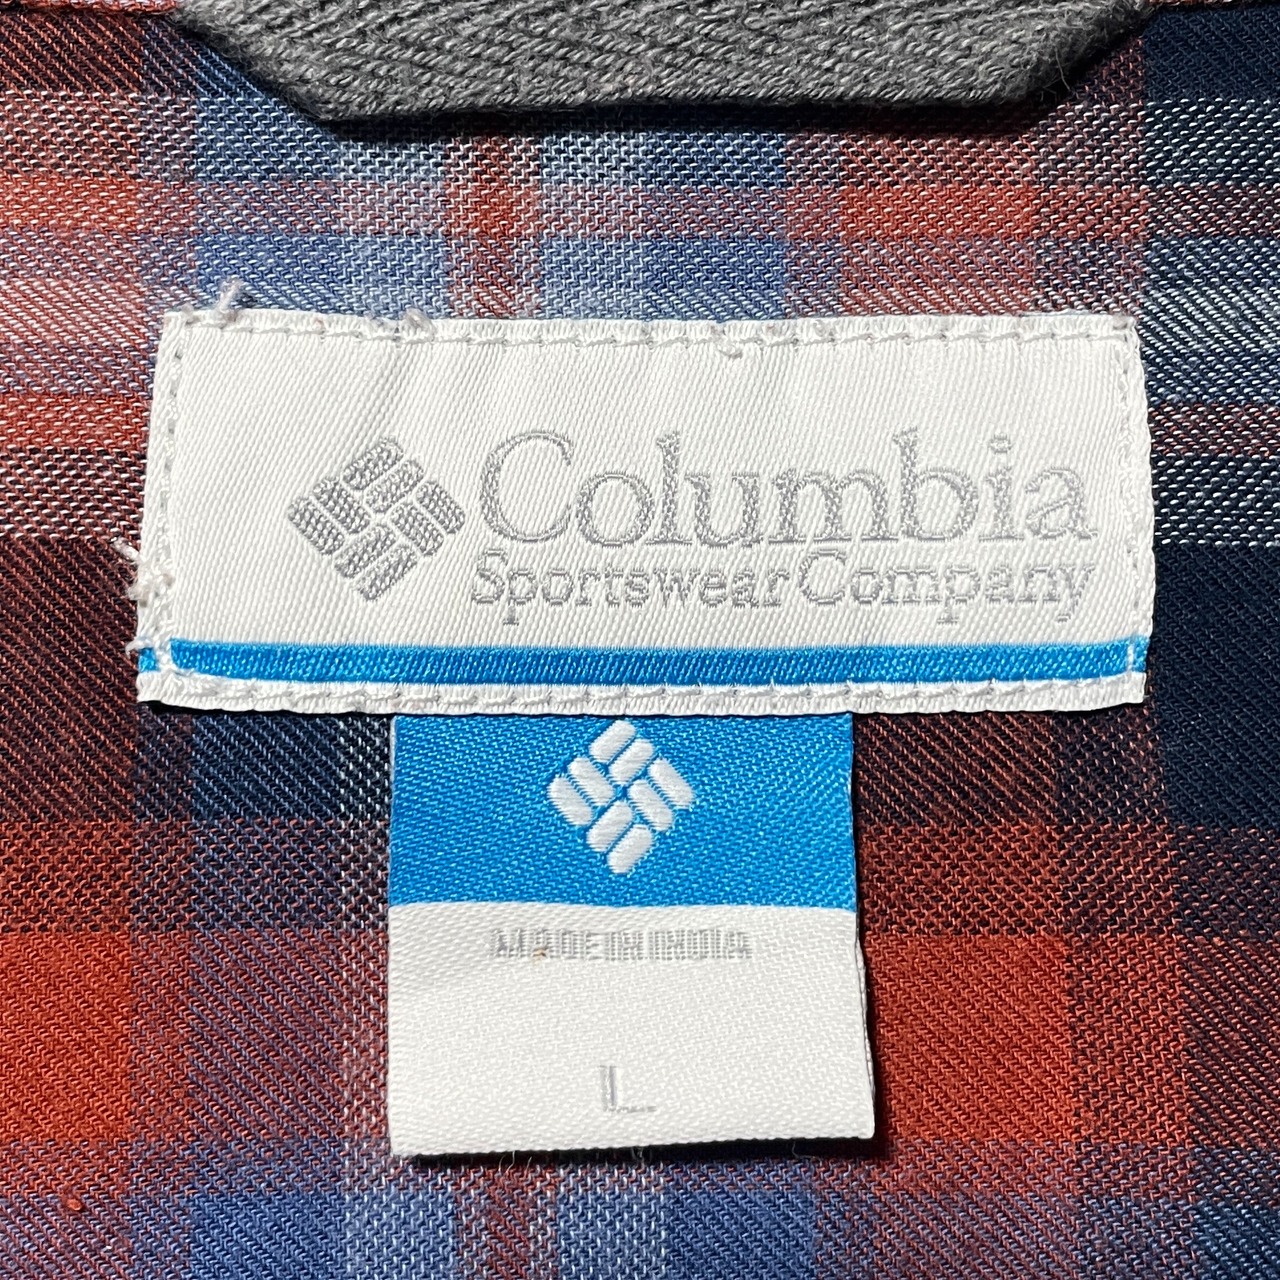 Columbia
Sportswear Company
MADE IN INDIA
L